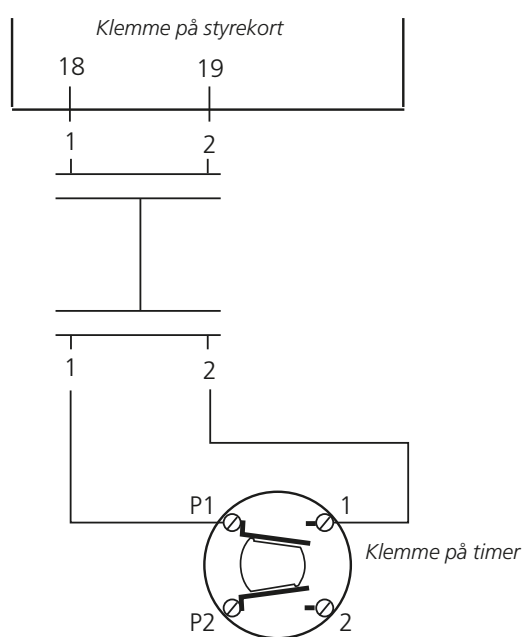 Klemme på styrekort
18 19
1 2
1 2
P1 1
Klemme på timer
P2 2